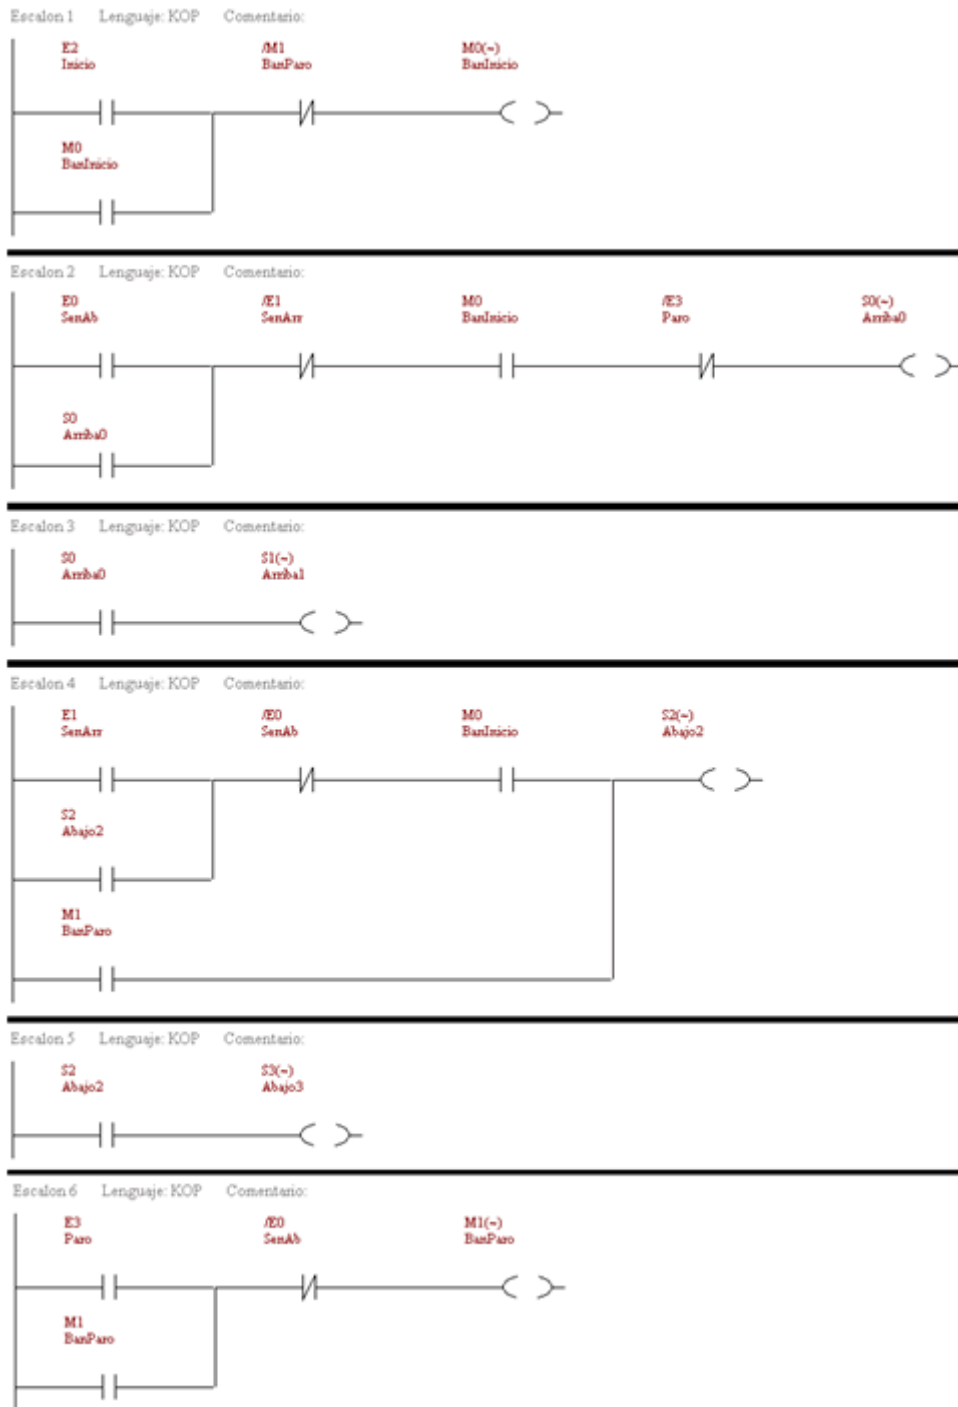 Escalon 1 Lenguaje: KOP Comentario:
E2 /M1 M0(~)
Inicio BanParo BanInicio
M0
BanInicio
Escalon 2 Lenguaje: KOP Comentario:
E0 /E1 M0 /E3 S0(~)
SenAb SenArr BanInicio Paro Arriba0
S0
Arriba0
Escalon 3 Lenguaje: KOP Comentario:
S0 S1(~)
Arriba0 Arriba1
Escalon 4 Lenguaje: KOP Comentario:
E1 /E0 M0 S2(~)
SenArr SenAb BanInicio Abajo2
S2
Abajo2
M1
BanParo
Escalon 5 Lenguaje: KOP Comentario:
S2 S3(~)
Abajo2 Abajo3
Escalon 6 Lenguaje: KOP Comentario:
E3 /E0 M1(~)
Paro SenAb BanParo
M1
BanParo